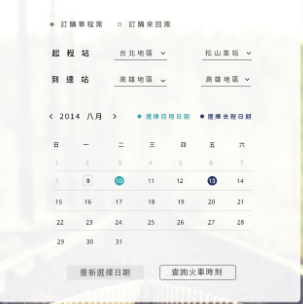 訂購單程票 訂購來回票
起程站 台北地區 松山車站
到達站 高雄地區 高雄地區
< 2014 八月 > 選擇回程日期 選擇去程日期
日 一 二 三 四 五 六
1 2 3 4 5 6 7
8 9 10 11 12 13 14
15 16 17 18 19 20 21
22 23 24 25 26 27 28
29 30 31
重新選擇日期 查詢火車時刻